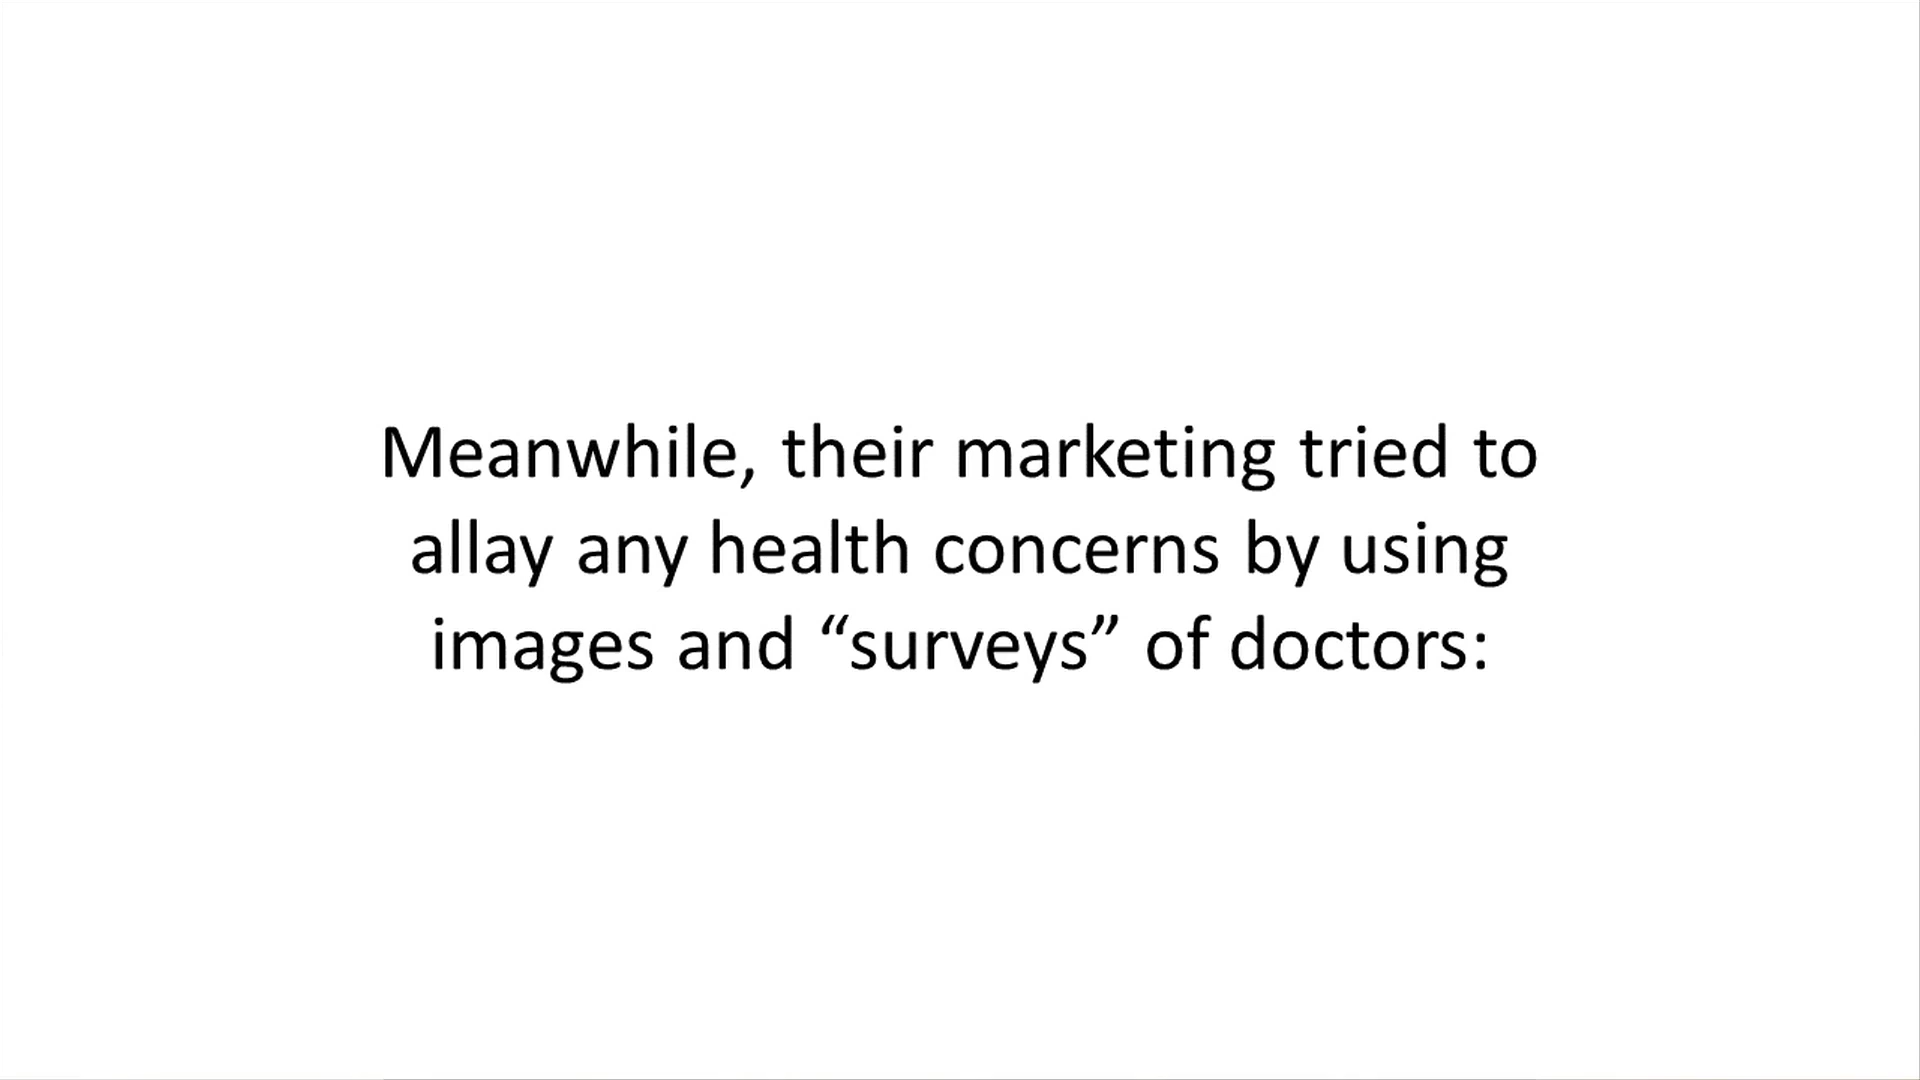 Meanwhile, their marketing tried to
allay any health concerns by using
images and “surveys” of doctors: